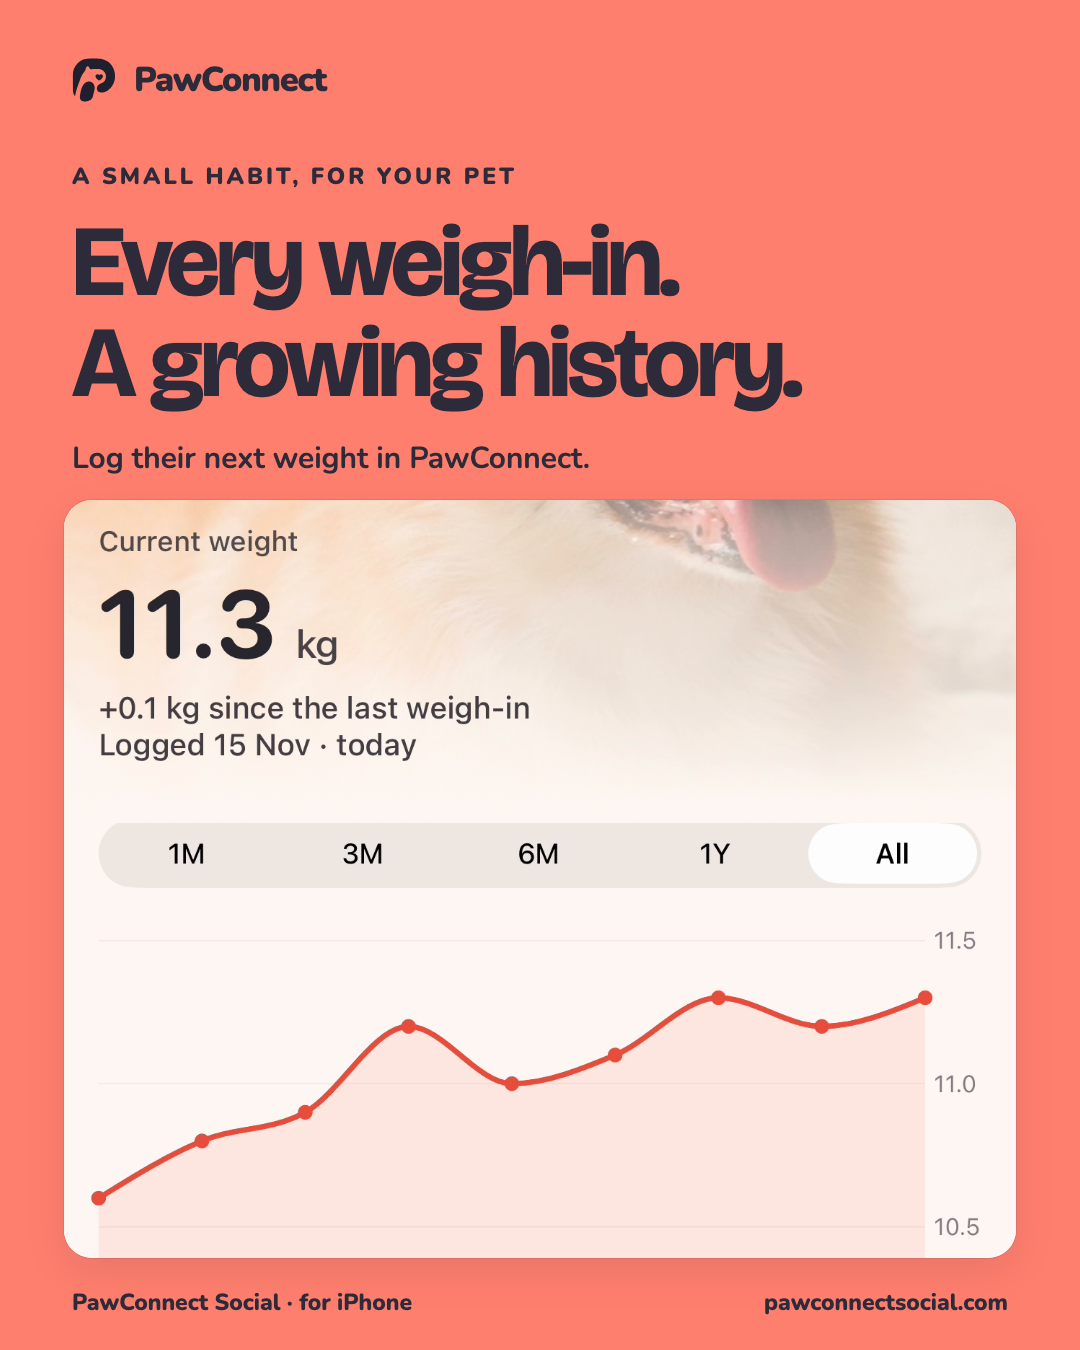 PawConnect
A SMALL HABIT, FOR YOUR PET
Every weigh-in.
A growing history.
Log their next weight in PawConnect.
Current weight
11.3 kg
+0.1 kg since the last weigh-in
Logged 15 Nov · today
1M 3M 6M 1Y All
11.5
11.0
10.5
PawConnect Social · for iPhone
pawconnectsocial.com